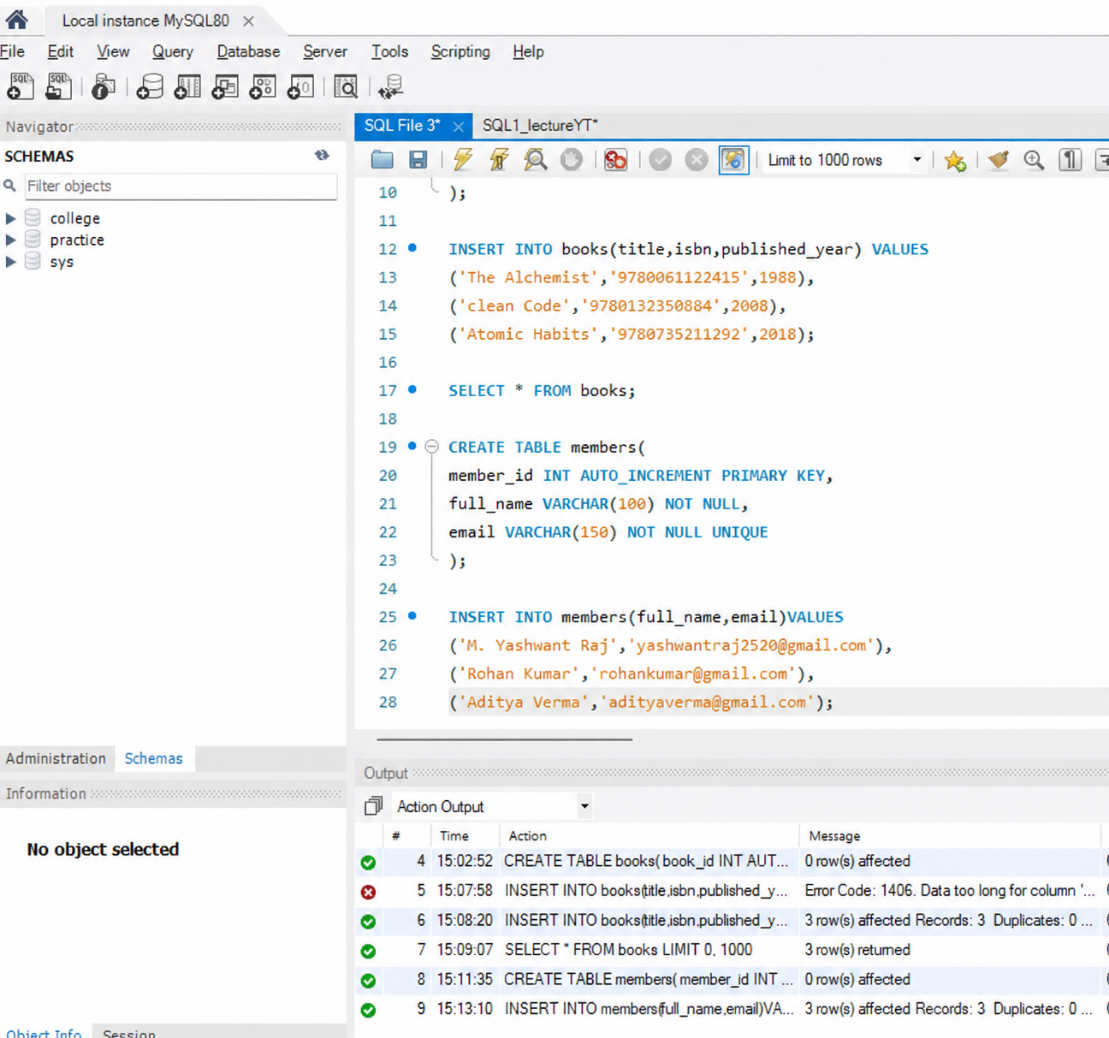 Local instance MySQL80
File Edit View Query Database Server Tools Scripting Help
Navigator
SCHEMAS
Filter objects
college
practice
sys
Administration Schemas
Information
No object selected
Object Info Session
SQL File 3* SQL1_lectureYT*
Limit to 1000 rows
10 );
11
12 INSERT INTO books(title,isbn,published_year) VALUES
13 ('The Alchemist','9780061122415',1988),
14 ('clean Code','9780132350884',2008),
15 ('Atomic Habits','9780735211292',2018);
16
17 SELECT * FROM books;
18
19 CREATE TABLE members(
20 member_id INT AUTO_INCREMENT PRIMARY KEY,
21 full_name VARCHAR(100) NOT NULL,
22 email VARCHAR(150) NOT NULL UNIQUE
23 );
24
25 INSERT INTO members(full_name,email)VALUES
26 ('M. Yashwant Raj','yashwantraj2520@gmail.com'),
27 ('Rohan Kumar','rohankumar@gmail.com'),
28 ('Aditya Verma','adityaverma@gmail.com');
Output
Action Output
# Time Action Message
4 15:02:52 CREATE TABLE books( book_id INT AUT... 0 row(s) affected
5 15:07:58 INSERT INTO books(title,isbn,published_y... Error Code: 1406. Data too long for column '...
6 15:08:20 INSERT INTO books(title,isbn,published_y... 3 row(s) affected Records: 3 Duplicates: 0 ...
7 15:09:07 SELECT * FROM books LIMIT 0, 1000 3 row(s) returned
8 15:11:35 CREATE TABLE members( member_id INT ... 0 row(s) affected
9 15:13:10 INSERT INTO members(full_name,email)VA... 3 row(s) affected Records: 3 Duplicates: 0 ...